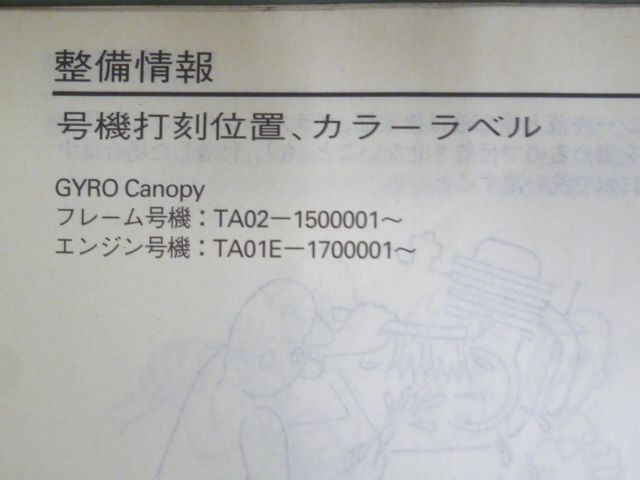 整備情報
号機打刻位置、カラーラベル
GYRO Canopy
フレーム号機：TA02－1500001～
エンジン号機：TA01E－1700001～